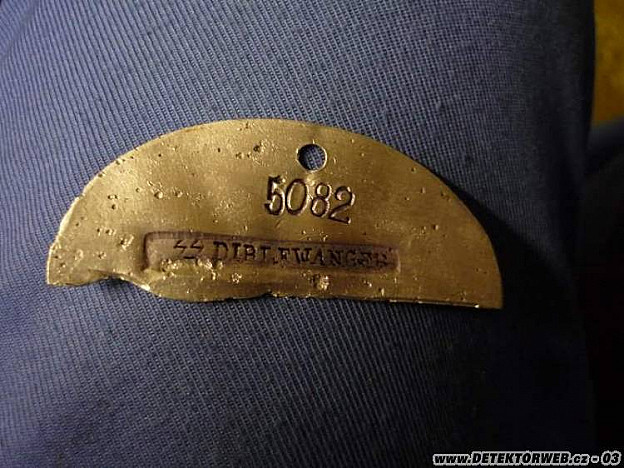 5082
ᛋᛋ DIRLEWANGER
www.DETEKTORWEB.cz - 03